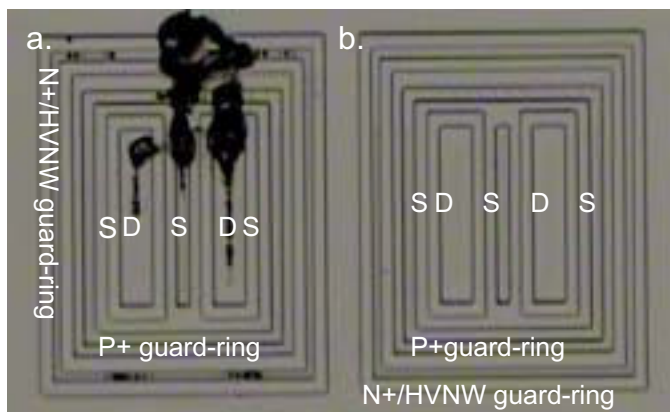 a.
N+/HVNW guard-ring
S D S D S
P+ guard-ring
b.
S D S D S
P+guard-ring
N+/HVNW guard-ring